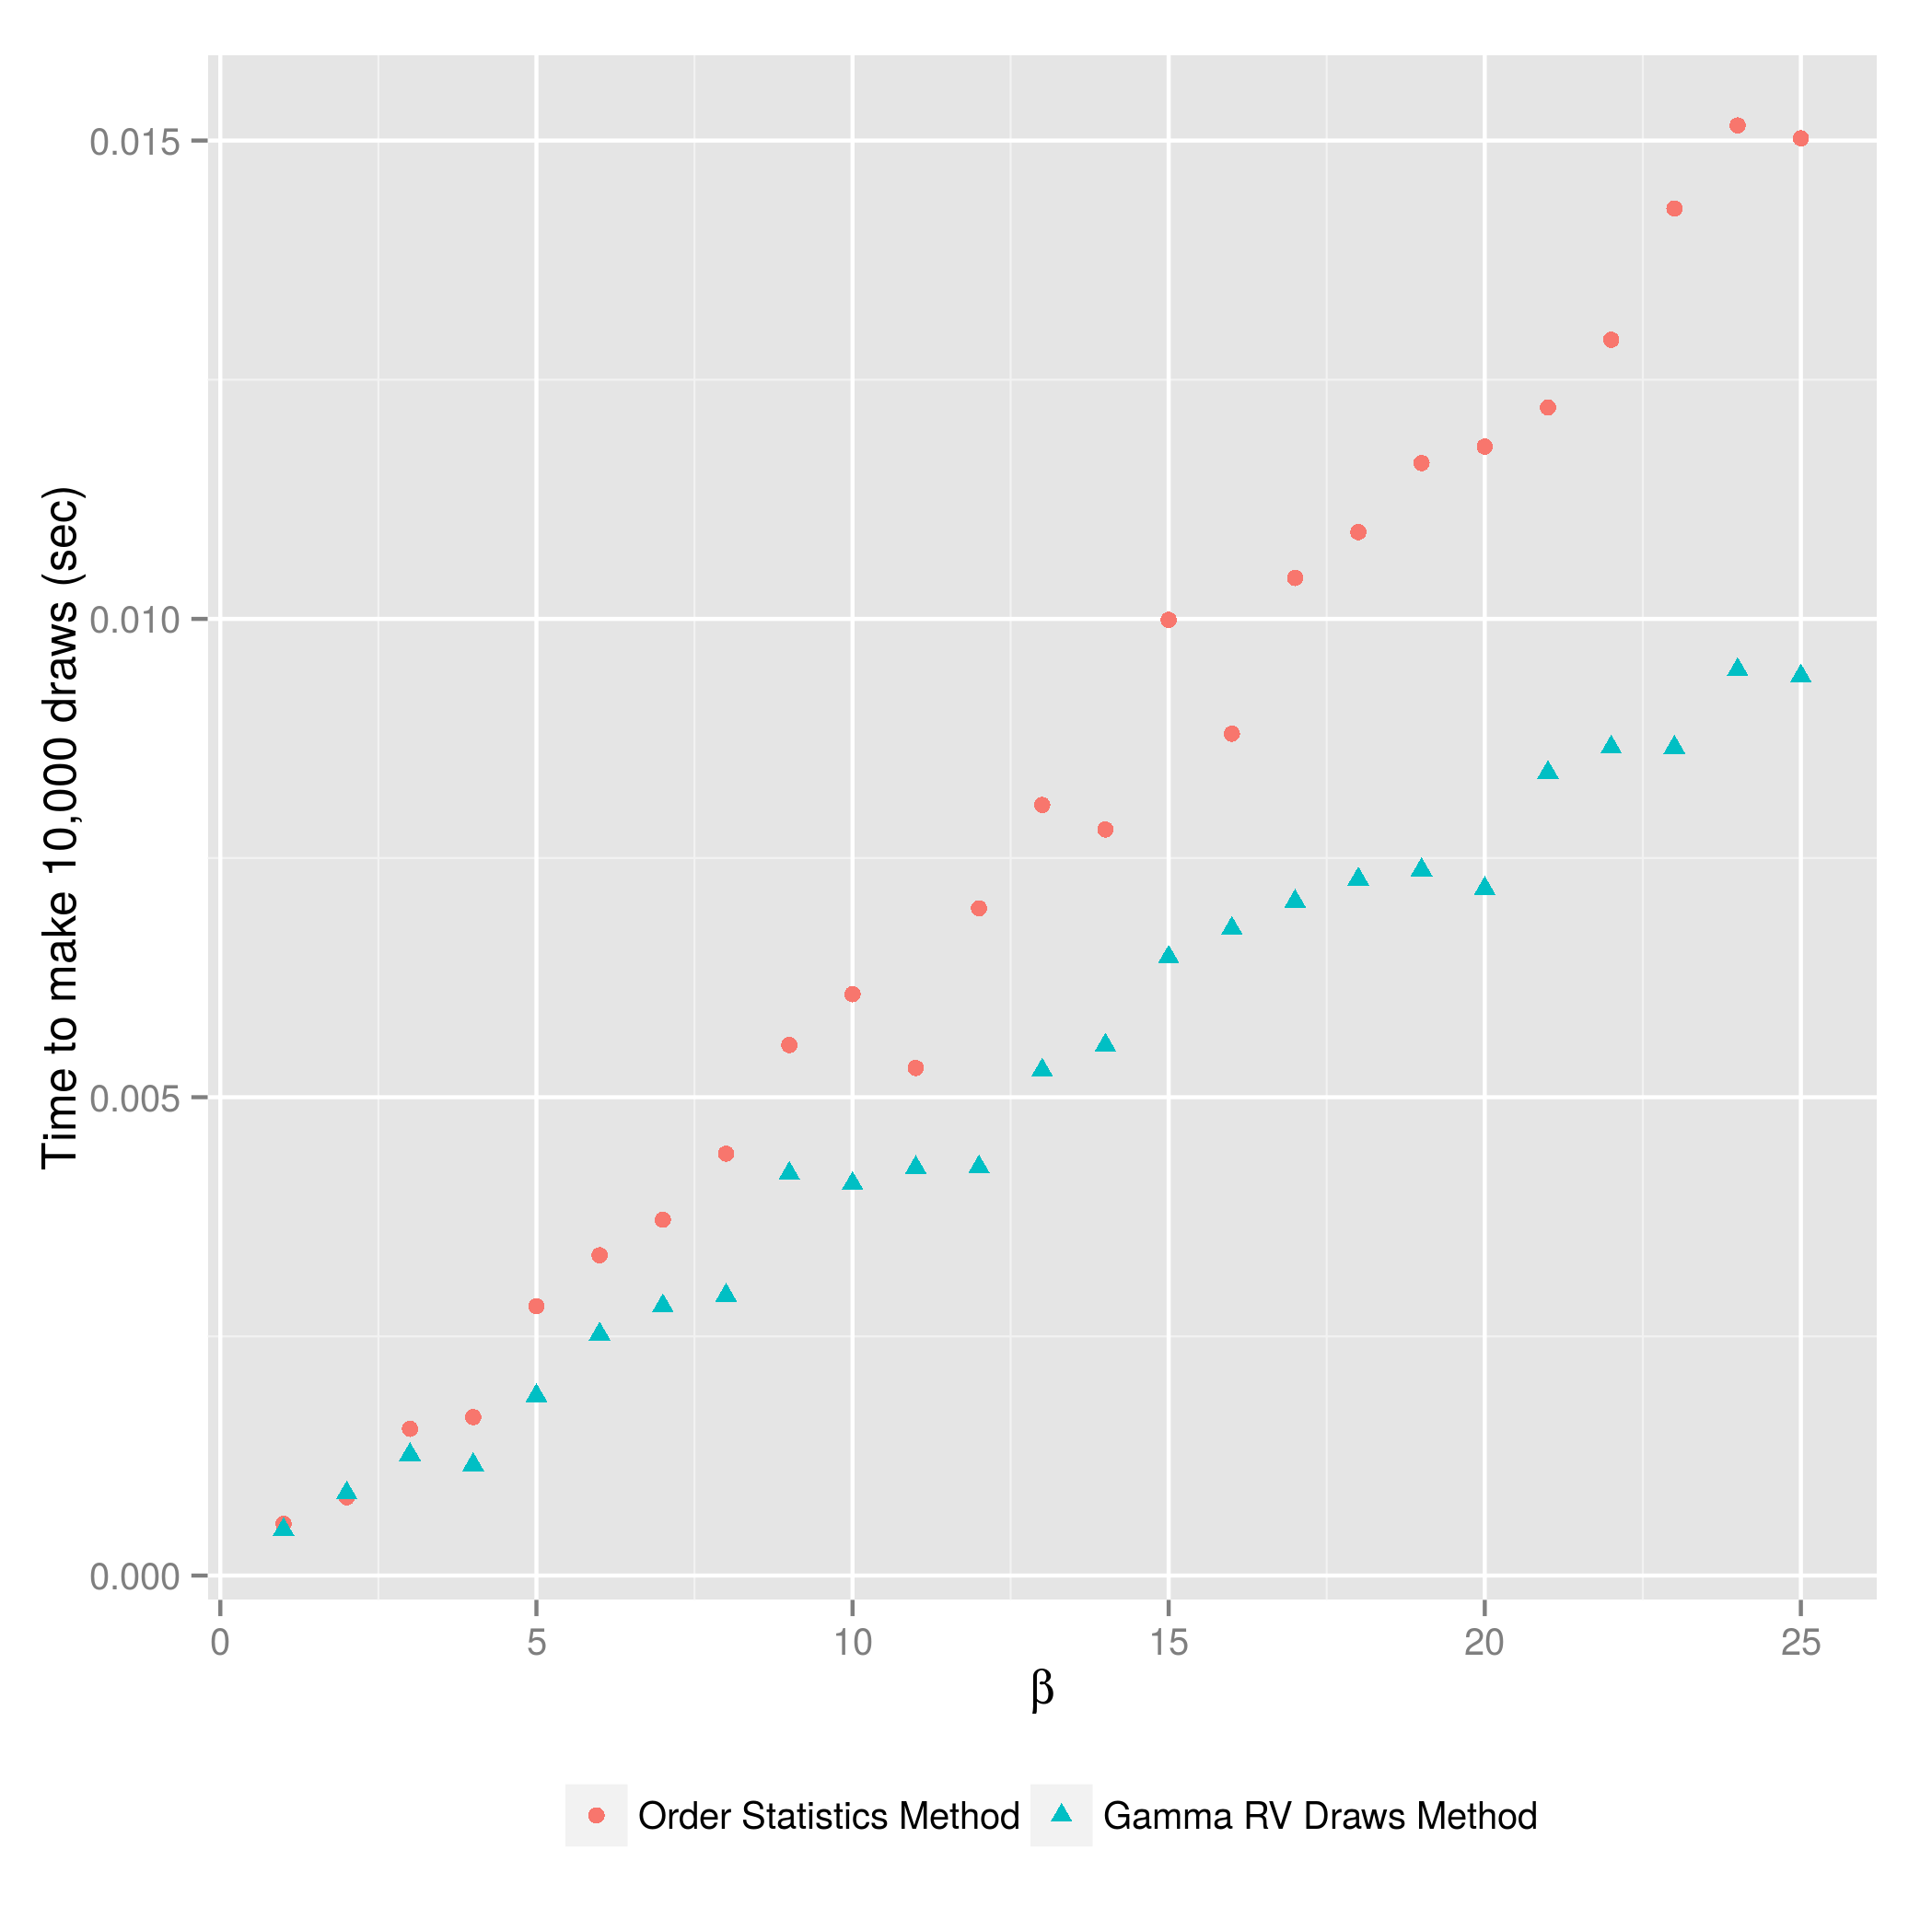 Time to make 10,000 draws (sec)
0.015
0.010
0.005
0.000
0 5 10 15 20 25
β
Order Statistics Method Gamma RV Draws Method